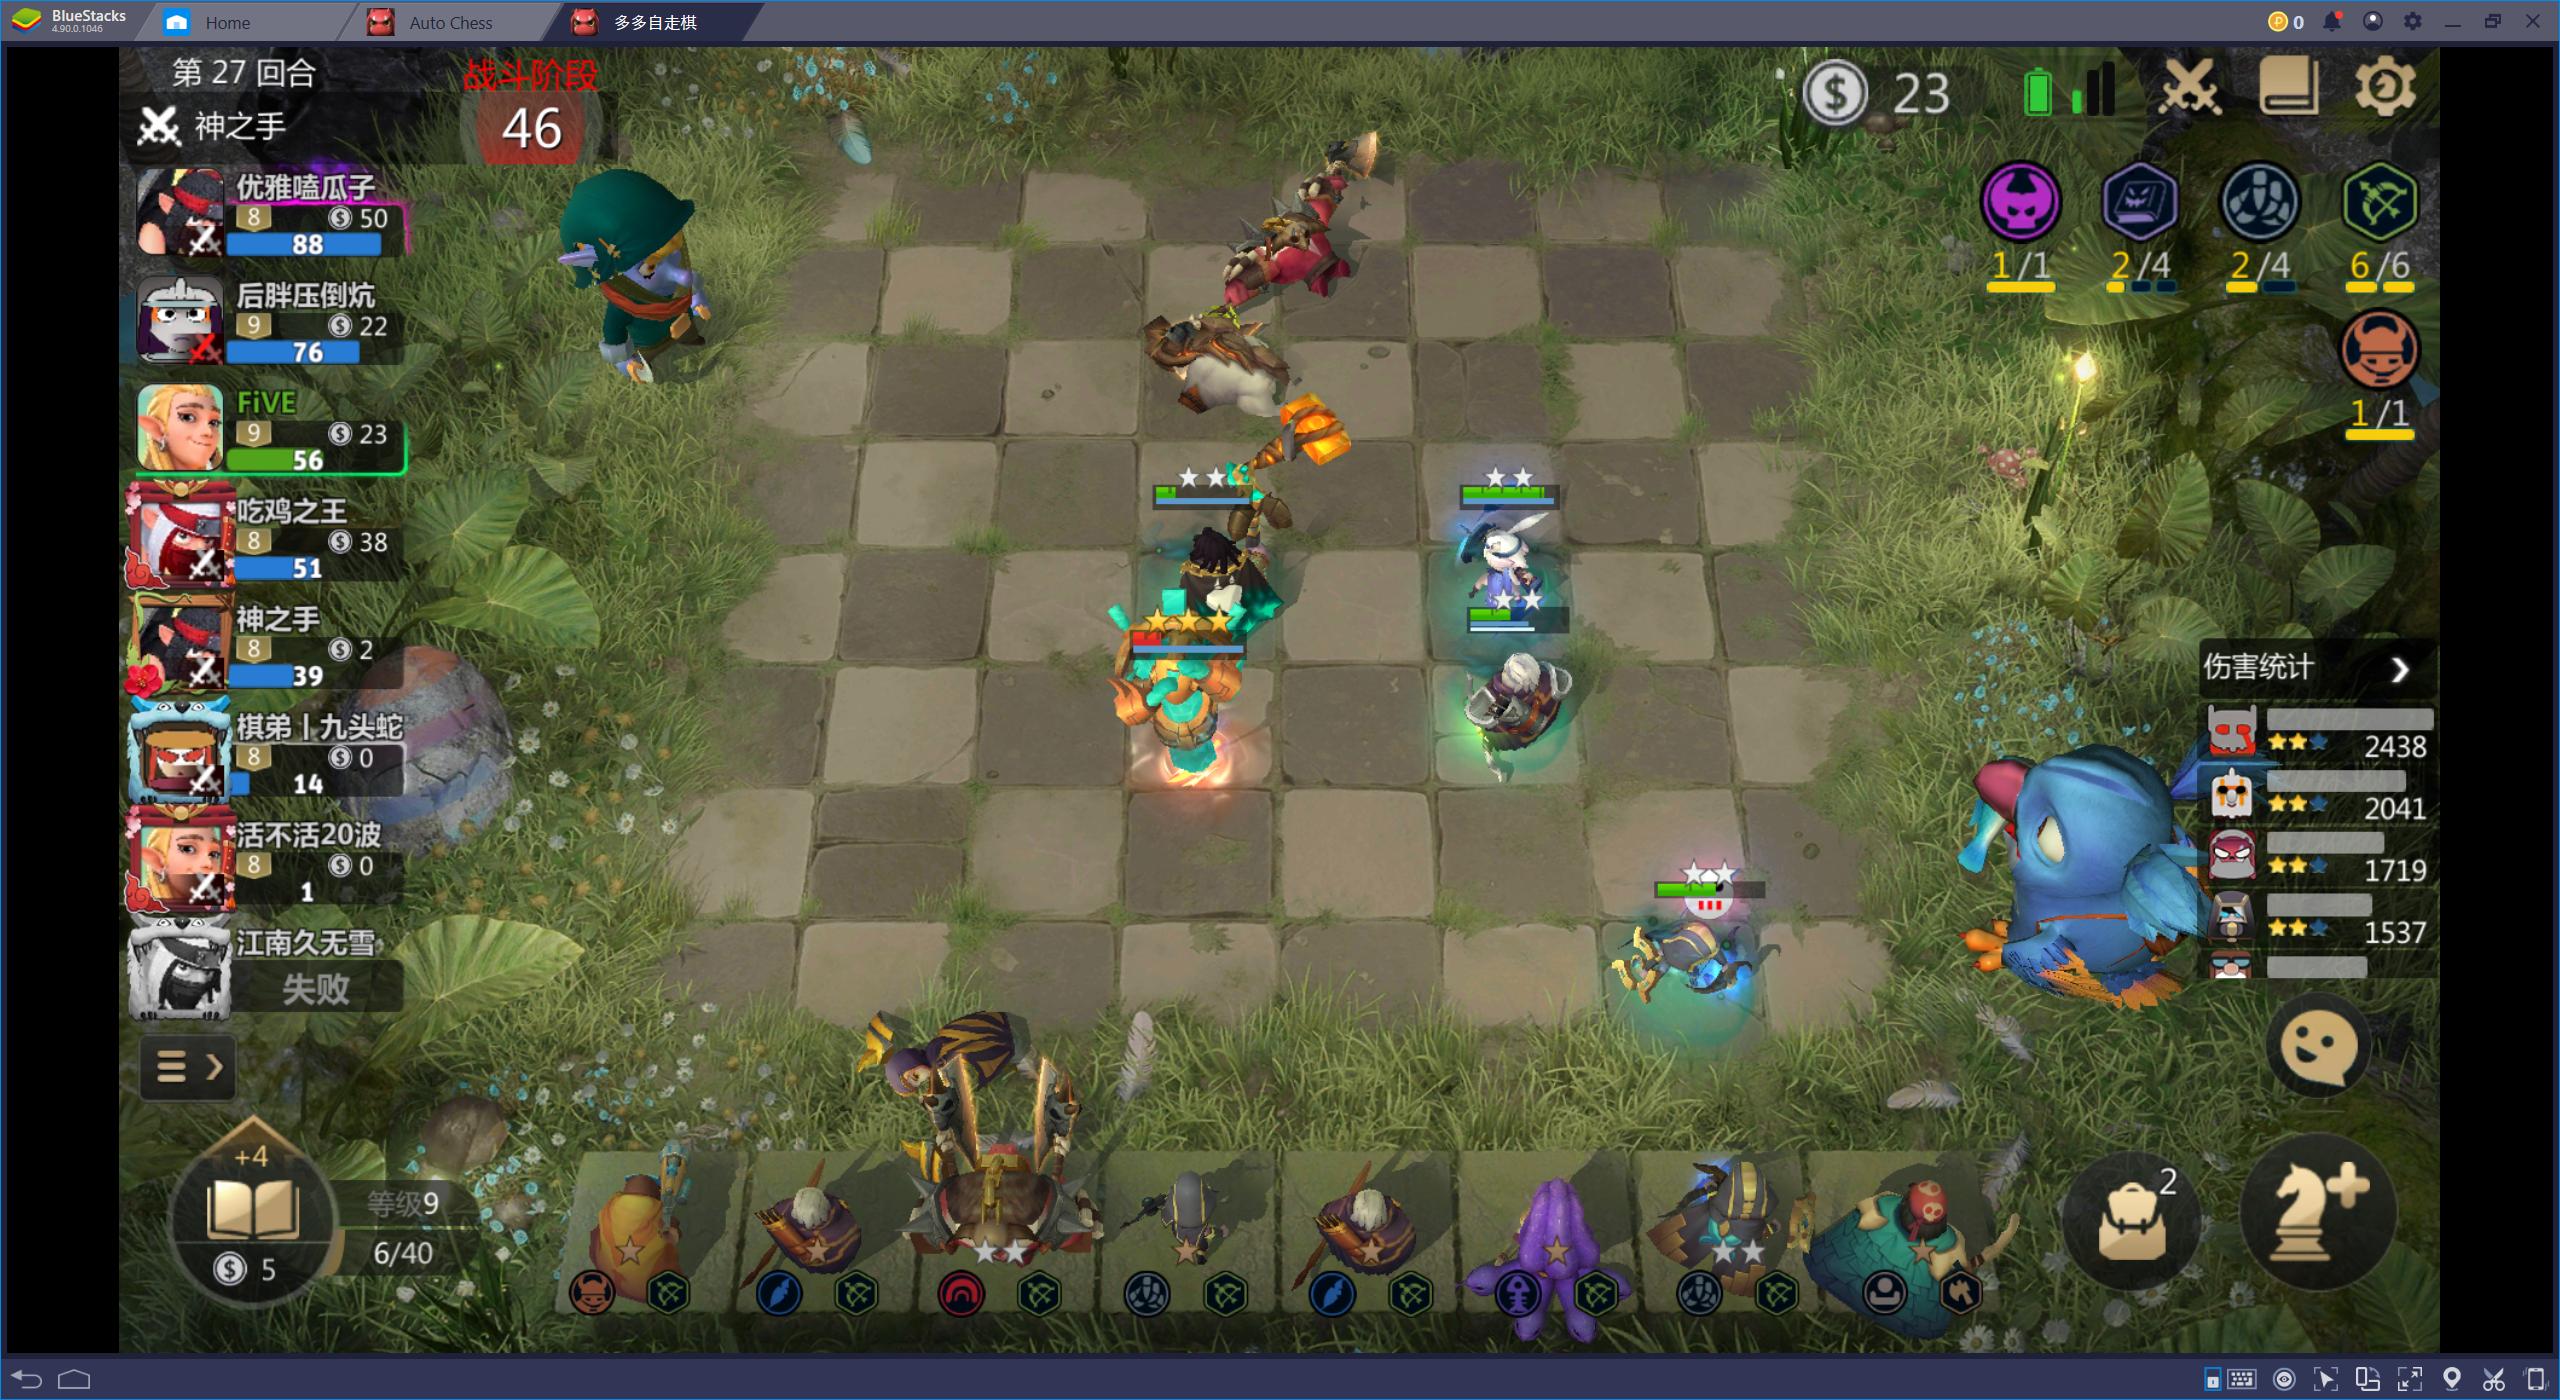 BlueStacks
4.90.0.1046
Home
Auto Chess
多多自走棋
0
第 27 回合
战斗阶段
神之手
46
23
优雅嗑瓜子
8 50
88
后胖压倒炕
9 22
76
FiVE
9 23
56
吃鸡之王
8 38
51
神之手
8 2
39
棋弟丨九头蛇
8 0
14
活不活20波
8 0
1
江南久无雪
失败
1/1
2/4
2/4
6/6
1/1
伤害统计
2438
2041
1719
1537
+4
等级9
6/40
5
2